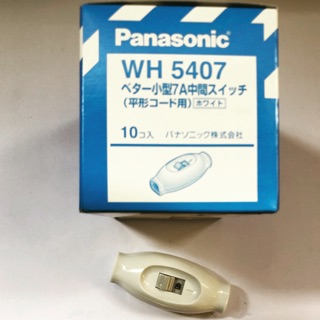 Panasonic
WH 5407
ベター小型7A中間スイッチ
(平形コード用) ホワイト
10コ入 パナソニック株式会社